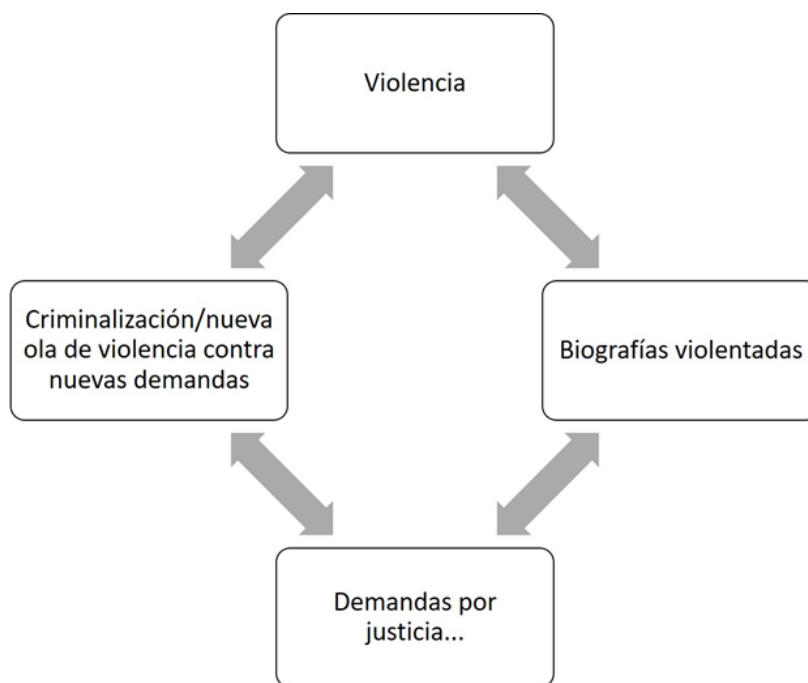 Violencia
Criminalización/nueva
ola de violencia contra
nuevas demandas
Biografías violentadas
Demandas por
justicia...